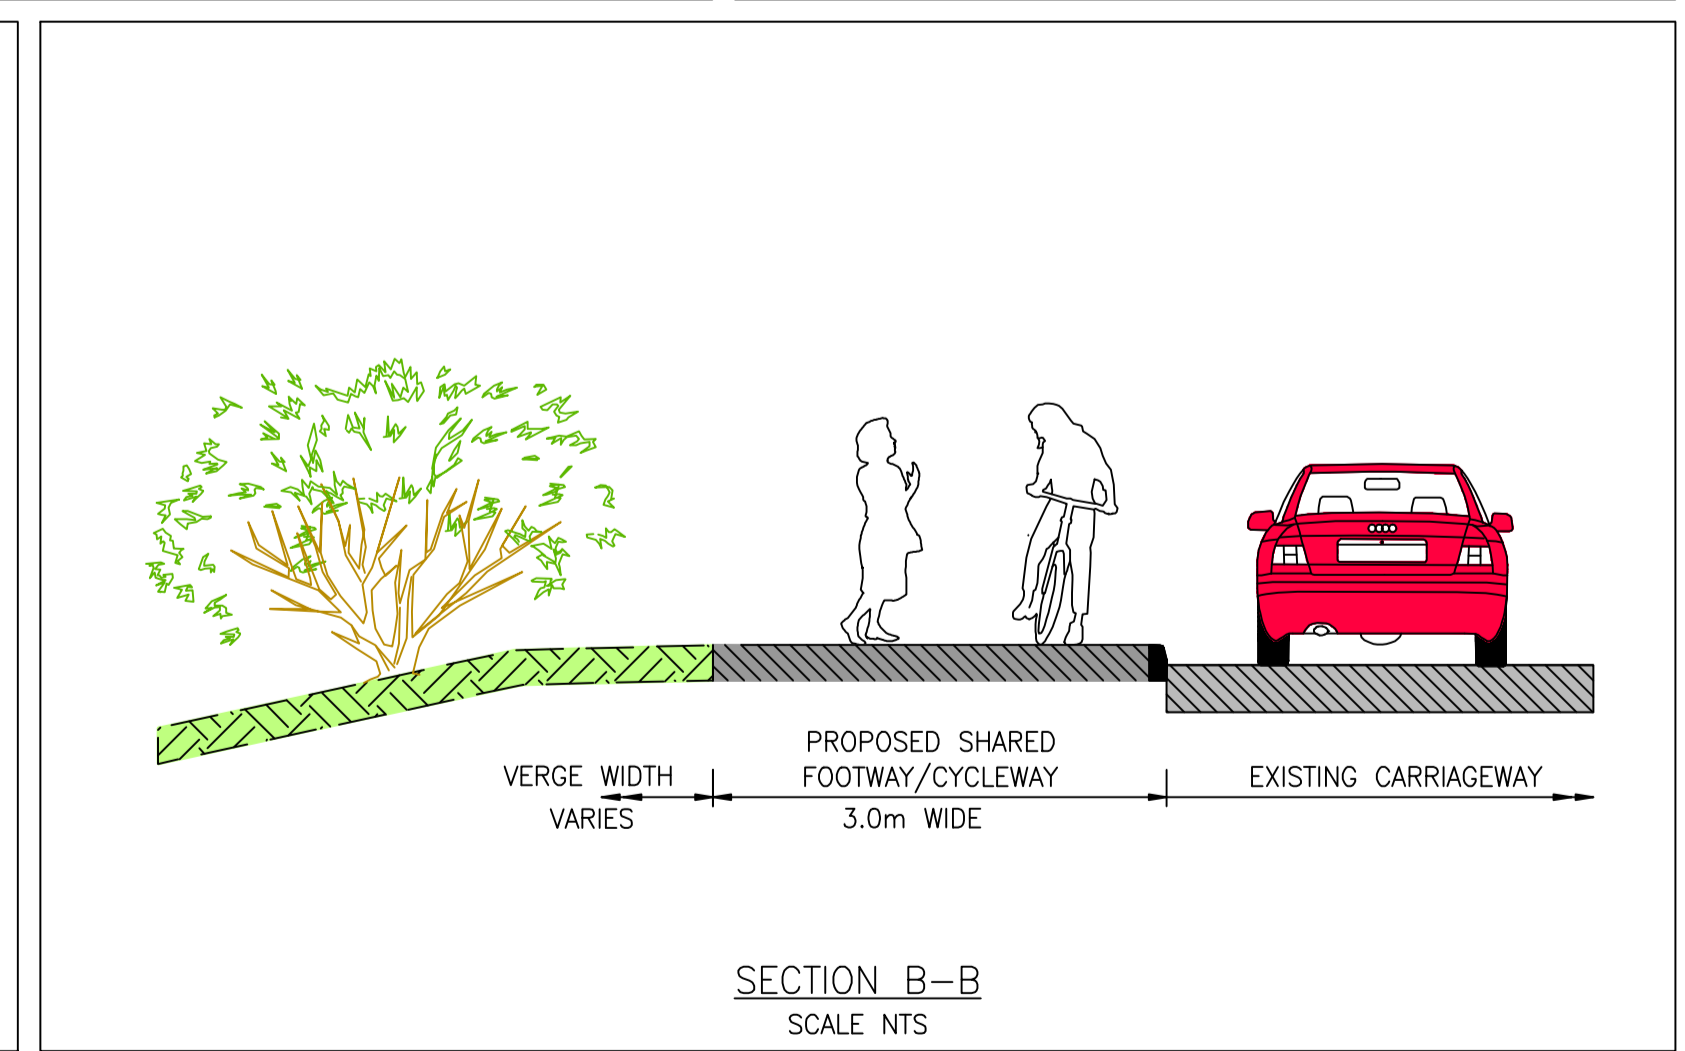 VERGE WIDTH
VARIES
PROPOSED SHARED
FOOTWAY/CYCLEWAY
3.0m WIDE
EXISTING CARRIAGEWAY
SECTION B-B
SCALE NTS